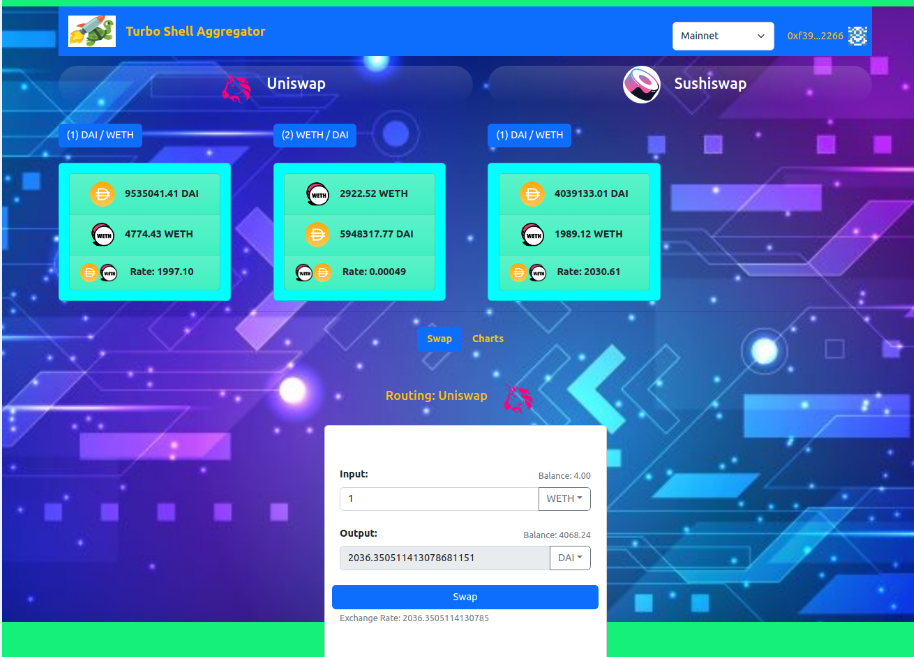 Turbo Shell Aggregator
Mainnet
0xf39...2266
Uniswap
Sushiswap
(1) DAI / WETH
(2) WETH / DAI
(1) DAI / WETH
9535041.41 DAI
4774.43 WETH
WETH
Rate: 1997.10
WETH
2922.52 WETH
5948317.77 DAI
Rate: 0.00049
4039133.01 DAI
WETH
1989.12 WETH
Rate: 2030.61
Swap
Charts
Routing: Uniswap
Input:
Balance: 4.00
1
WETH
Output:
Balance: 4068.24
2036.350511413078681151
DAI
Swap
Exchange Rate: 2036.3505114130785